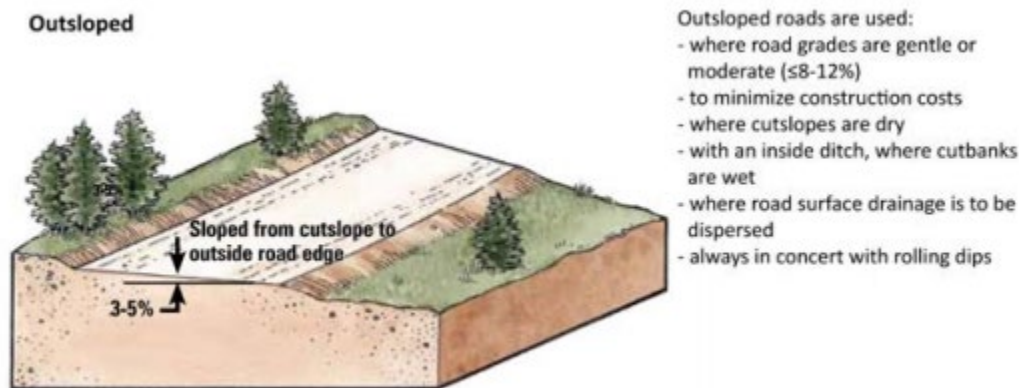 Outsloped
Sloped from cutslope to
outside road edge
3-5%
Outsloped roads are used:
- where road grades are gentle or
moderate (≤8-12%)
- to minimize construction costs
- where cutslopes are dry
- with an inside ditch, where cutbanks
are wet
- where road surface drainage is to be
dispersed
- always in concert with rolling dips